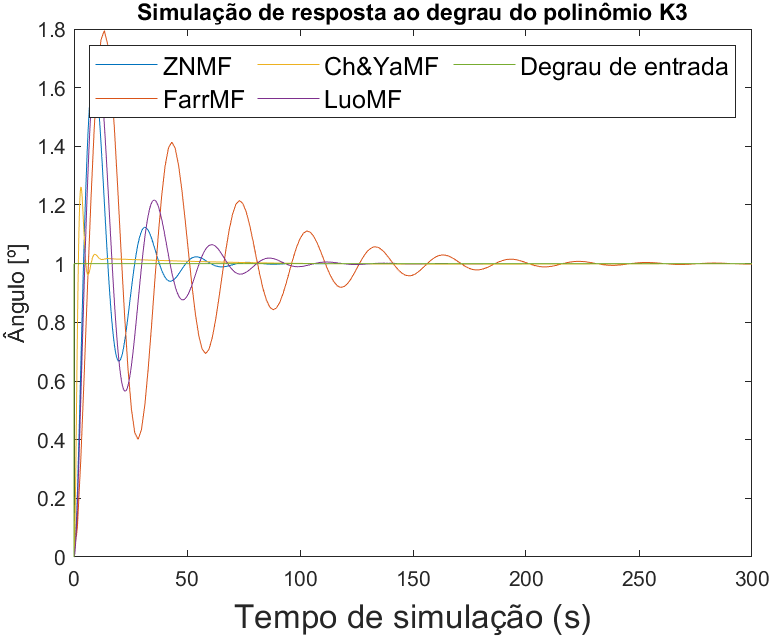 Simulação de resposta ao degrau do polinômio K3
1.8
ZNMF Ch&YaMF Degrau de entrada
FarrMF LuoMF
1.6
1.4
1.2
1
0.8
0.6
0.4
0.2
0
Ângulo [º]
0 50 100 150 200 250 300
Tempo de simulação (s)